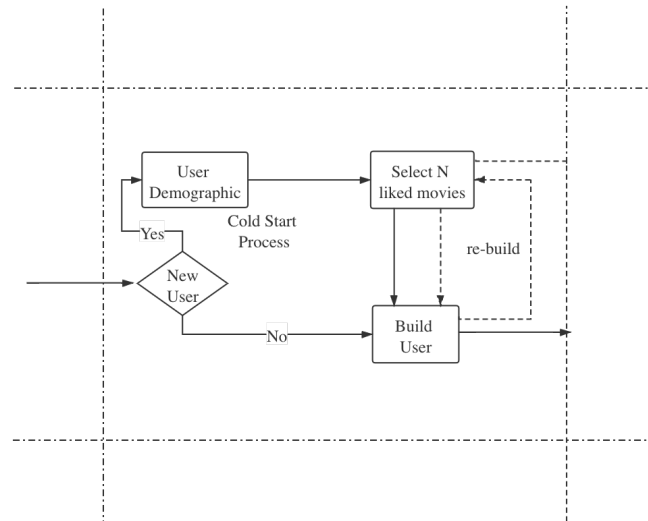 User
Demographic
Select N
liked movies
Cold Start
Process
Yes
re-build
New
User
Build
User
No